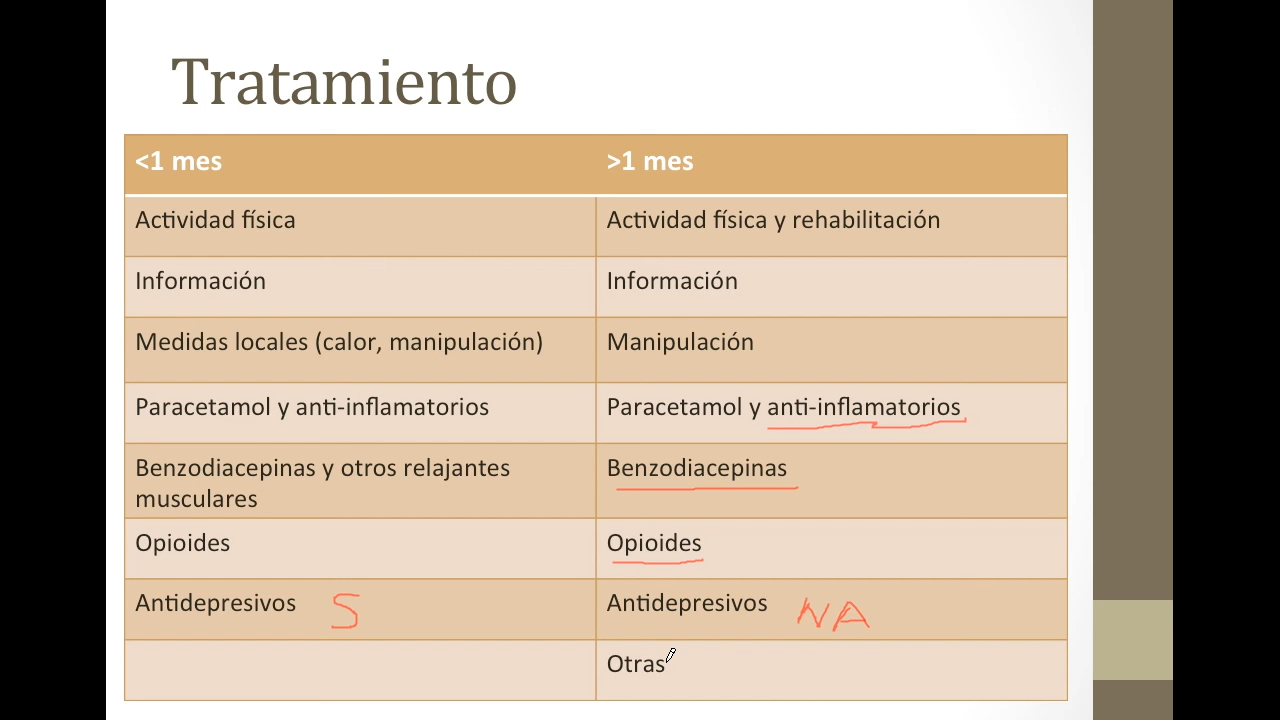 Tratamiento
<1 mes
>1 mes
Actividad física
Actividad física y rehabilitación
Información
Información
Medidas locales (calor, manipulación)
Manipulación
Paracetamol y anti-inflamatorios
Paracetamol y anti-inflamatorios
Benzodiacepinas y otros relajantes
musculares
Benzodiacepinas
Opioides
Opioides
Antidepresivos S
Antidepresivos NA
Otras